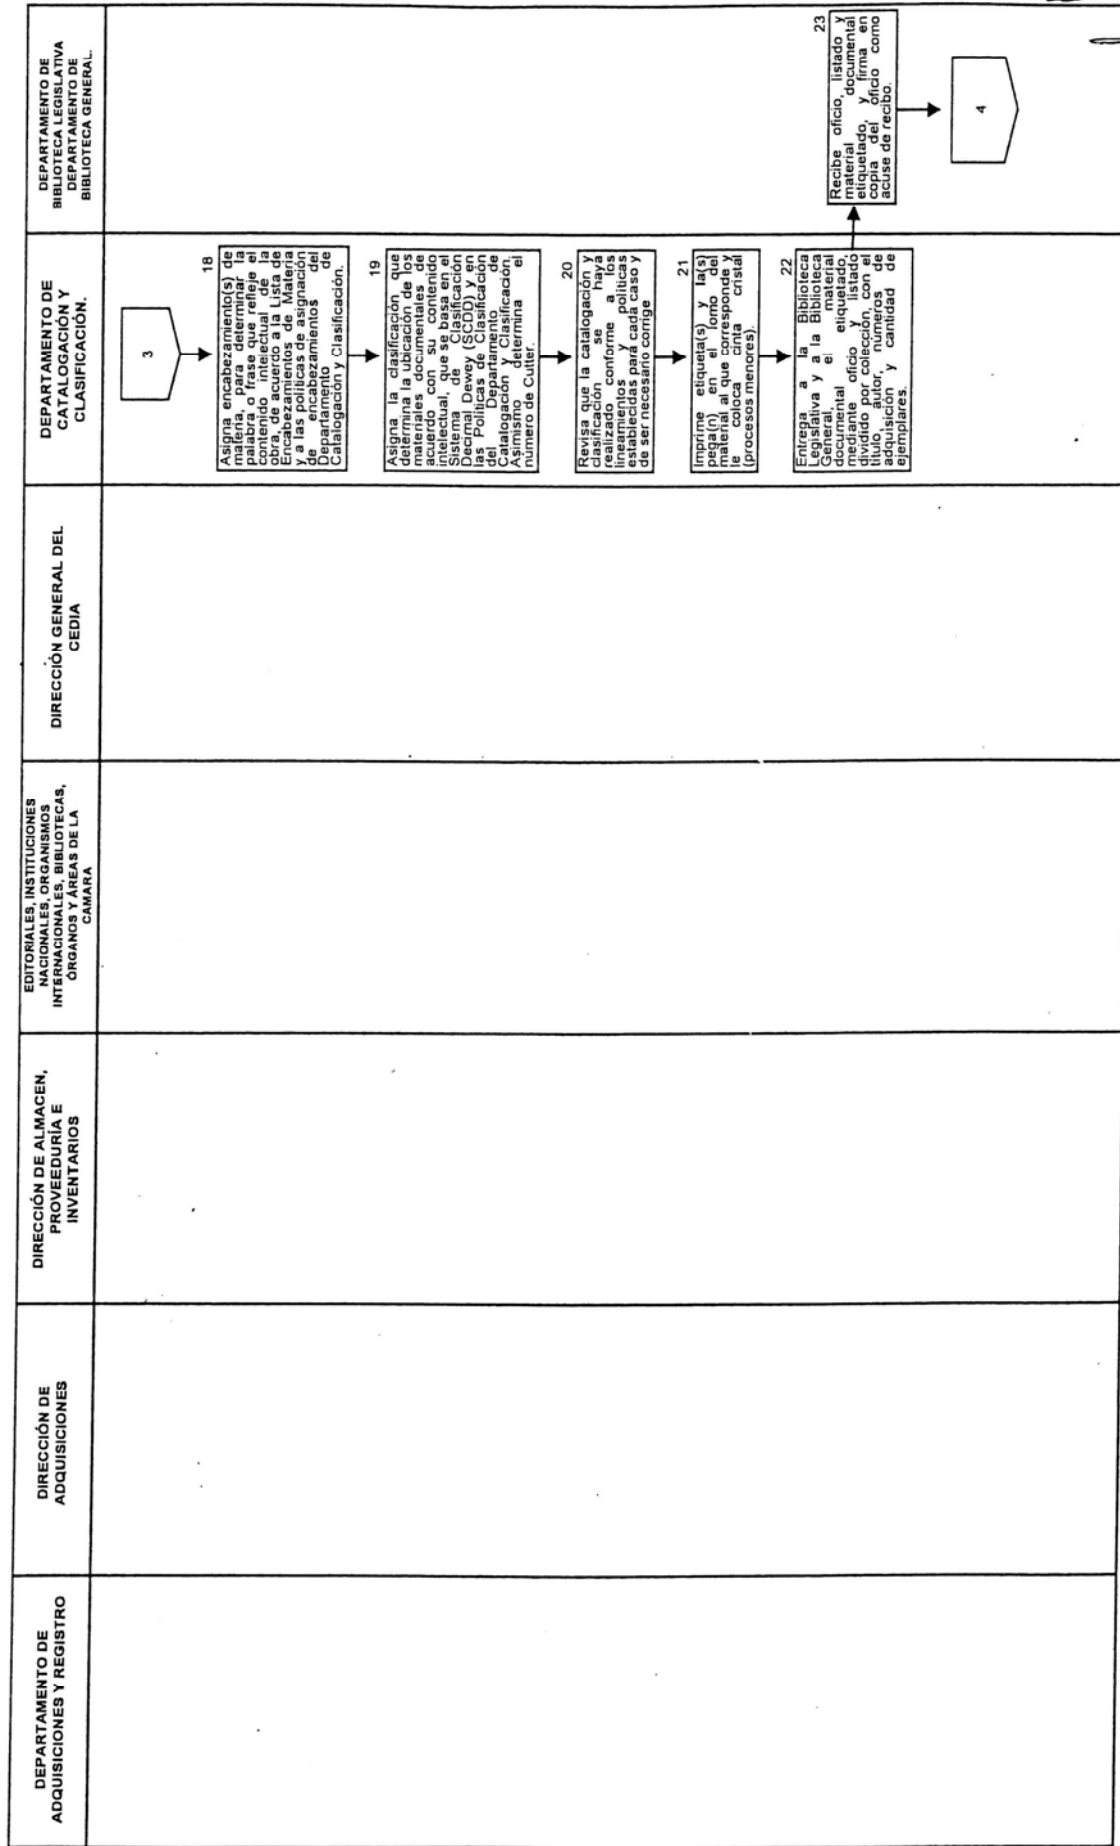 DEPARTAMENTO DE
ADQUISICIONES Y REGISTRO
DIRECCIÓN DE
ADQUISICIONES
DIRECCIÓN DE ALMACEN,
PROVEEDURÍA E
INVENTARIOS
EDITORIALES, INSTITUCIONES
NACIONALES, ORGANISMOS
INTERNACIONALES, BIBLIOTECAS,
ÓRGANOS Y ÁREAS DE LA
CAMARA
DIRECCIÓN GENERAL DEL
CEDIA
DEPARTAMENTO DE
CATALOGACIÓN Y
CLASIFICACIÓN.
DEPARTAMENTO DE
BIBLIOTECA LEGISLATIVA
DEPARTAMENTO DE
BIBLIOTECA GENERAL.
3
18
Asigna encabezamiento(s) de
materia, para determinar la
palabra o frase que refleje el
contenido intelectual de la
obra, de acuerdo a la Lista de
Encabezamientos de Materia
y a las políticas de asignación
de encabezamientos del
Departamento de
Catalogación y Clasificación.
19
Asigna la clasificación que
determina la ubicación de los
materiales documentales de
acuerdo con su contenido
intelectual, que se basa en el
Sistema de Clasificación
Decimal Dewey (SCDD) y en
las Políticas de Clasificación
del Departamento de
Catalogación y Clasificación.
Asimismo determina el
número de Cutter.
20
Revisa que la catalogación y
clasificación se haya
realizado conforme a los
lineamientos y políticas
establecidas para cada caso y
de ser necesario corrige
21
Imprime etiqueta(s) y la(s)
pega(n) en el lomo del
material al que corresponde y
le coloca cinta cristal
(procesos menores).
22
Entrega a la Biblioteca
Legislativa y a la Biblioteca
General, el material
documental etiquetado,
mediante oficio y listado
dividido por colección, con el
título, autor, números de
adquisición y cantidad de
ejemplares.
23
Recibe oficio, listado y
material documental
etiquetado, y firma en
copia del oficio como
acuse de recibo.
4